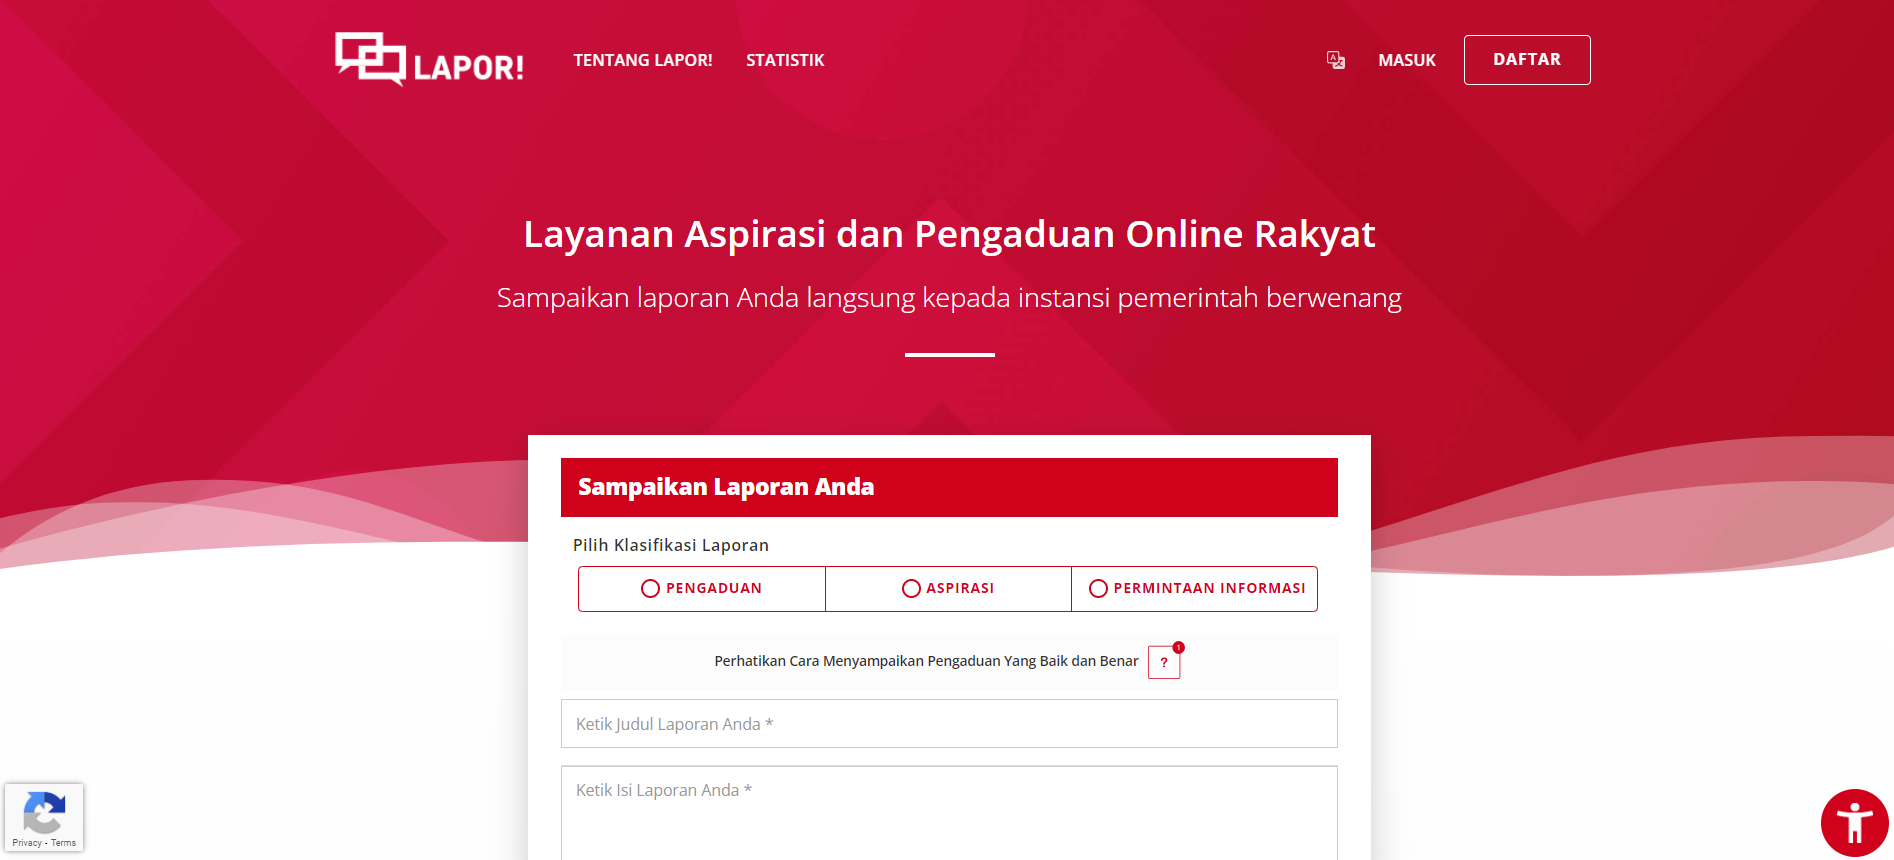 LAPOR!
TENTANG LAPOR!
STATISTIK
MASUK
DAFTAR
Layanan Aspirasi dan Pengaduan Online Rakyat
Sampaikan laporan Anda langsung kepada instansi pemerintah berwenang
Sampaikan Laporan Anda
Pilih Klasifikasi Laporan
PENGADUAN
ASPIRASI
PERMINTAAN INFORMASI
Perhatikan Cara Menyampaikan Pengaduan Yang Baik dan Benar
?
1
Ketik Judul Laporan Anda *
Ketik Isi Laporan Anda *
Privacy - Terms